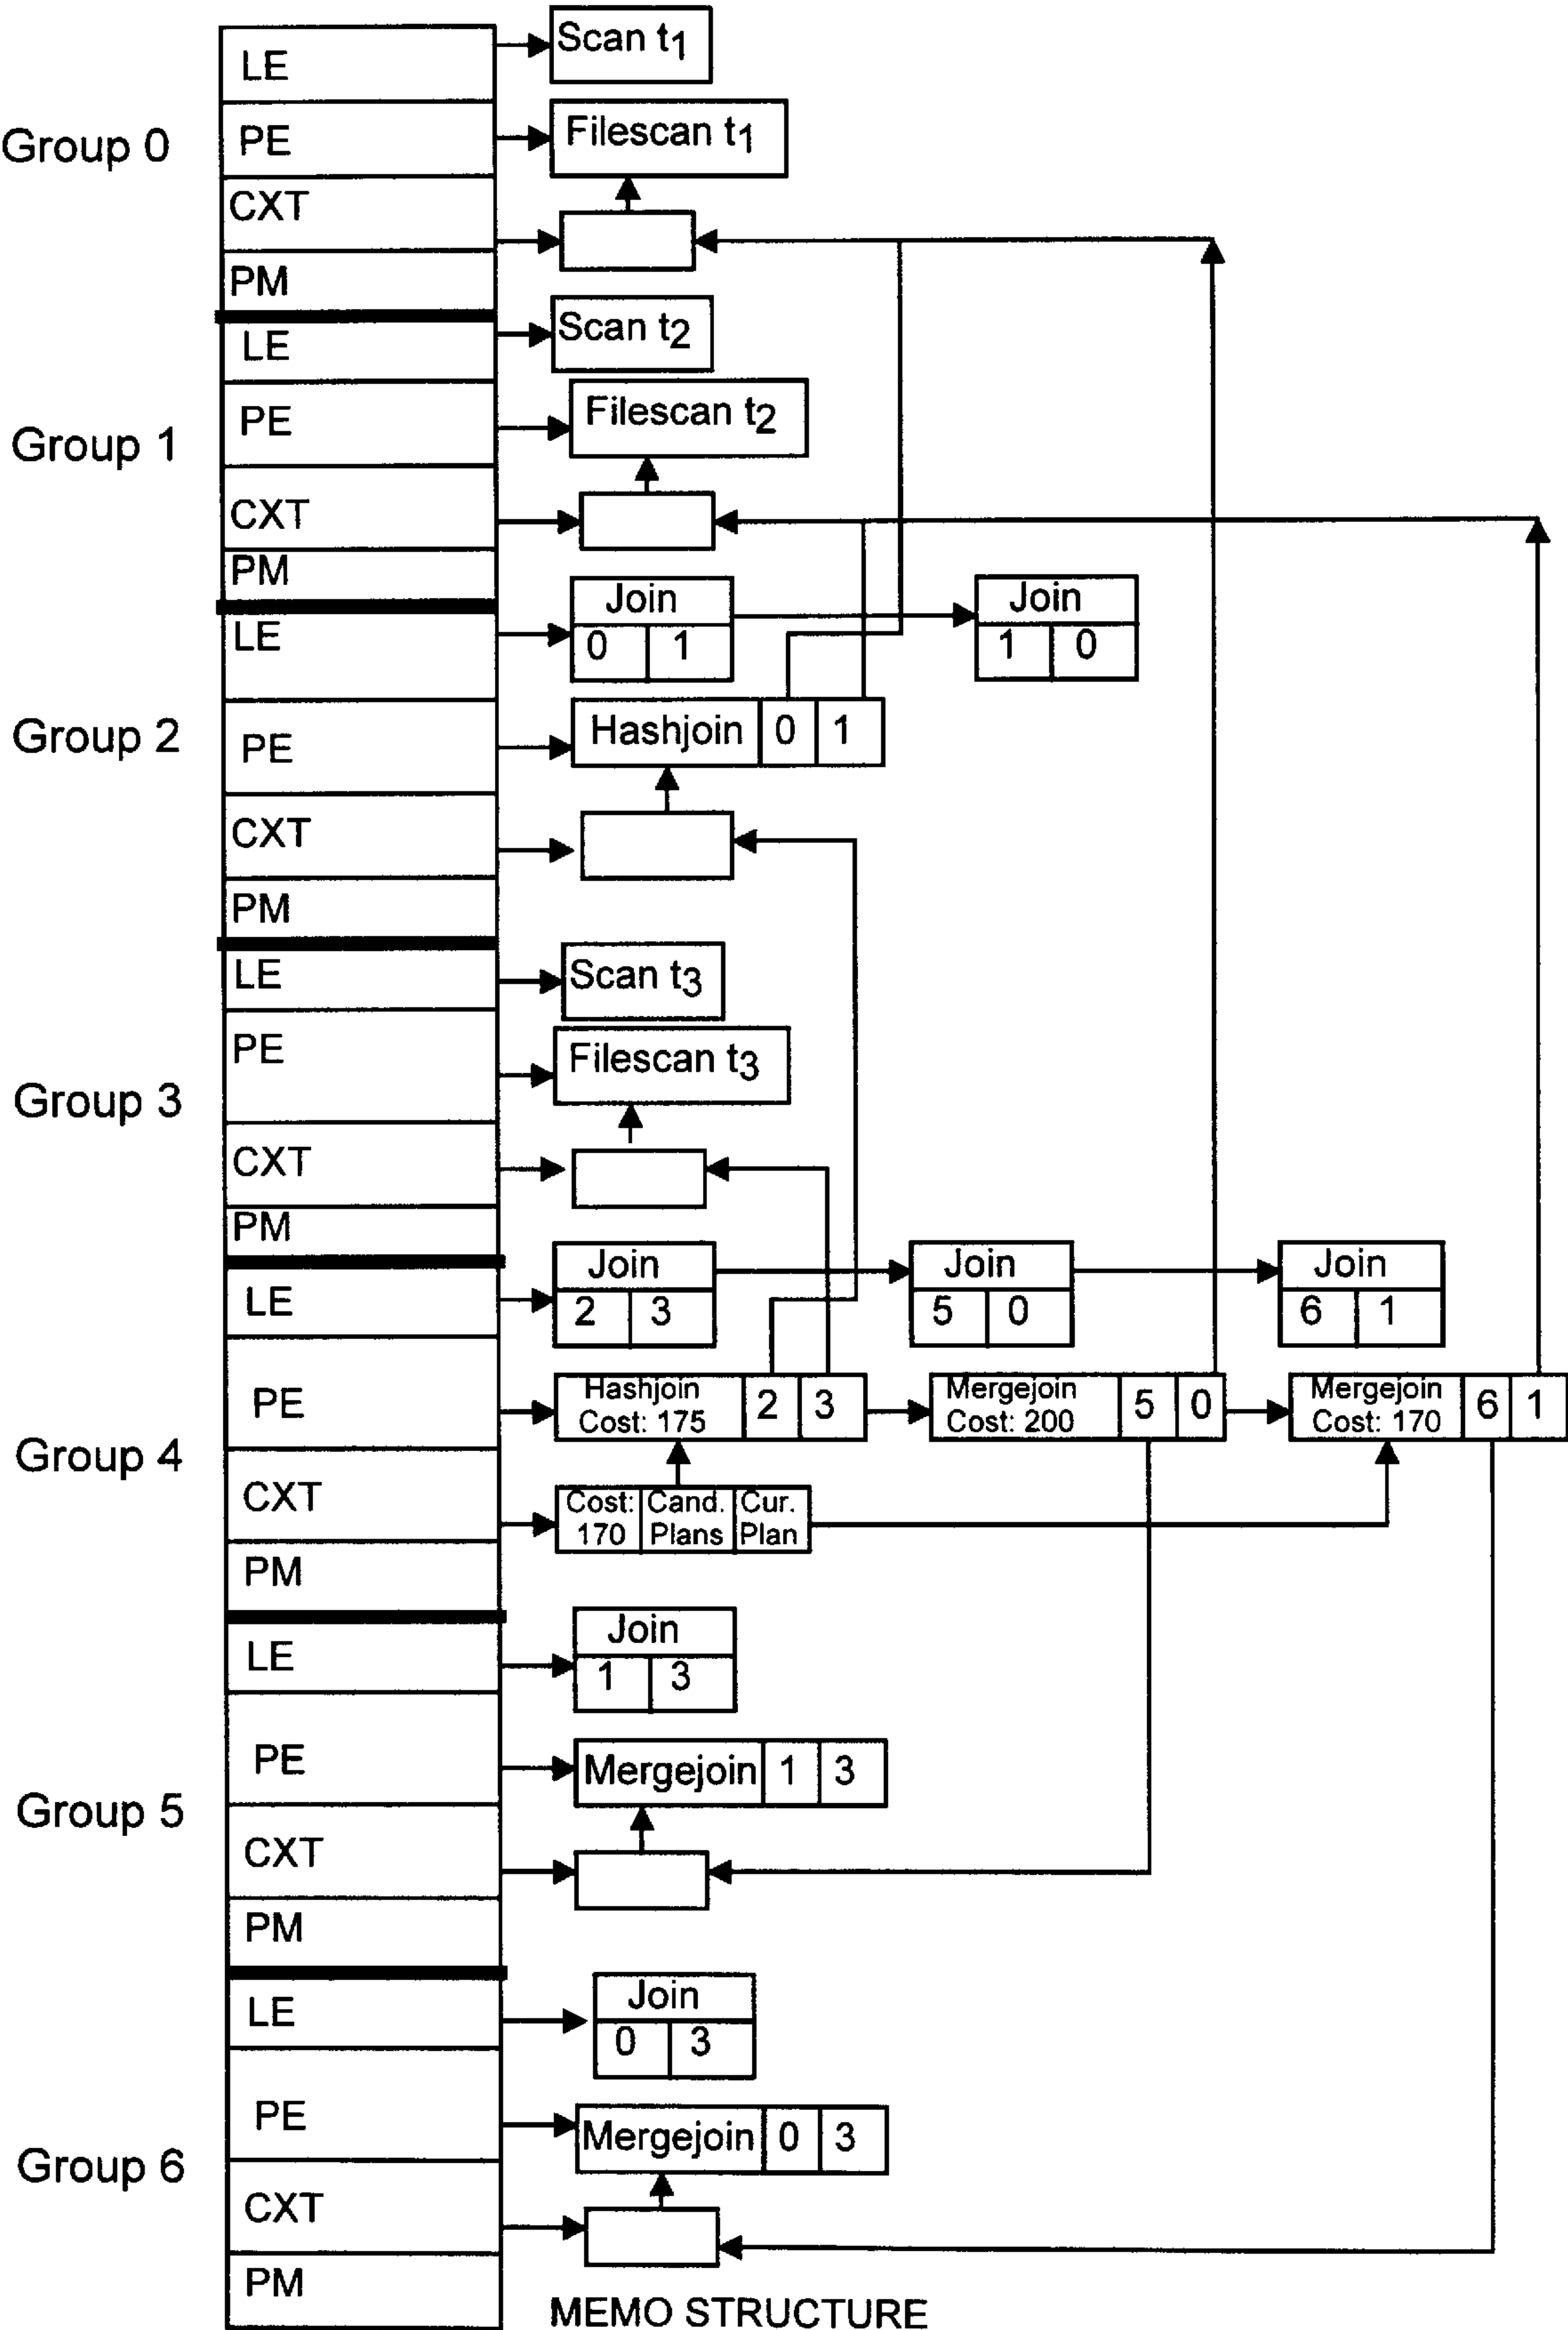 LE
Scan t1
Group 0
PE
Filescan t1
CXT
PM
LE
Scan t2
Group 1
PE
Filescan t2
CXT
PM
LE
Join
0 1
Join
1 0
Group 2
PE
Hashjoin 0 1
CXT
PM
LE
Scan t3
Group 3
PE
Filescan t3
CXT
PM
LE
Join
2 3
Join
5 0
Join
6 1
Group 4
PE
Hashjoin
Cost: 175
2 3
Mergejoin
Cost: 200
5 0
Mergejoin
Cost: 170
6 1
CXT
Cost:
170
Cand.
Plans
Cur.
Plan
PM
LE
Join
1 3
Group 5
PE
Mergejoin 1 3
CXT
PM
LE
Join
0 3
Group 6
PE
Mergejoin 0 3
CXT
PM
MEMO STRUCTURE